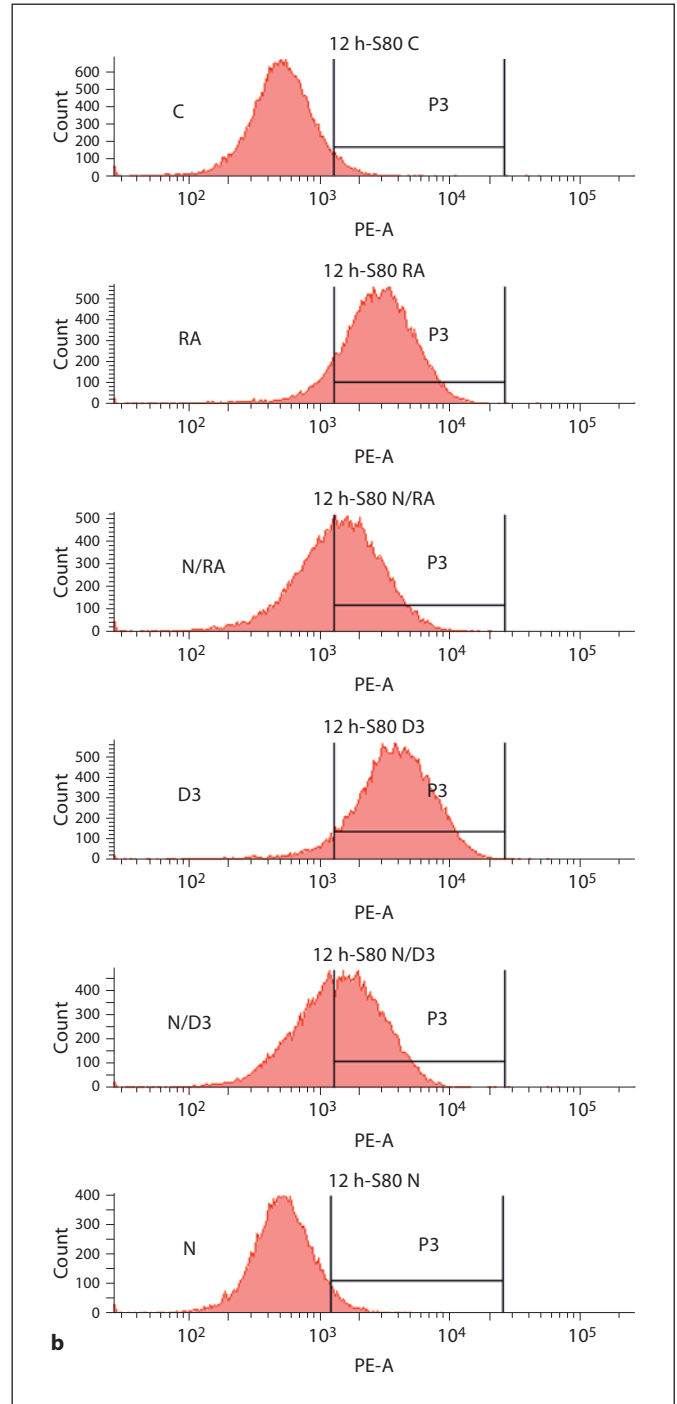 12 h-S80 C
600
500
400
300
200
100
0
Count
C
P3
10²
10³
10⁴
10⁵
PE-A
12 h-S80 RA
500
400
300
200
100
0
Count
RA
P3
10²
10³
10⁴
10⁵
PE-A
12 h-S80 N/RA
500
400
300
200
100
0
Count
N/RA
P3
10²
10³
10⁴
10⁵
PE-A
12 h-S80 D3
500
400
300
200
100
0
Count
D3
P3
10²
10³
10⁴
10⁵
PE-A
12 h-S80 N/D3
400
300
200
100
0
Count
N/D3
P3
10²
10³
10⁴
10⁵
PE-A
12 h-S80 N
400
300
200
100
0
Count
N
P3
10²
10³
10⁴
10⁵
PE-A
b